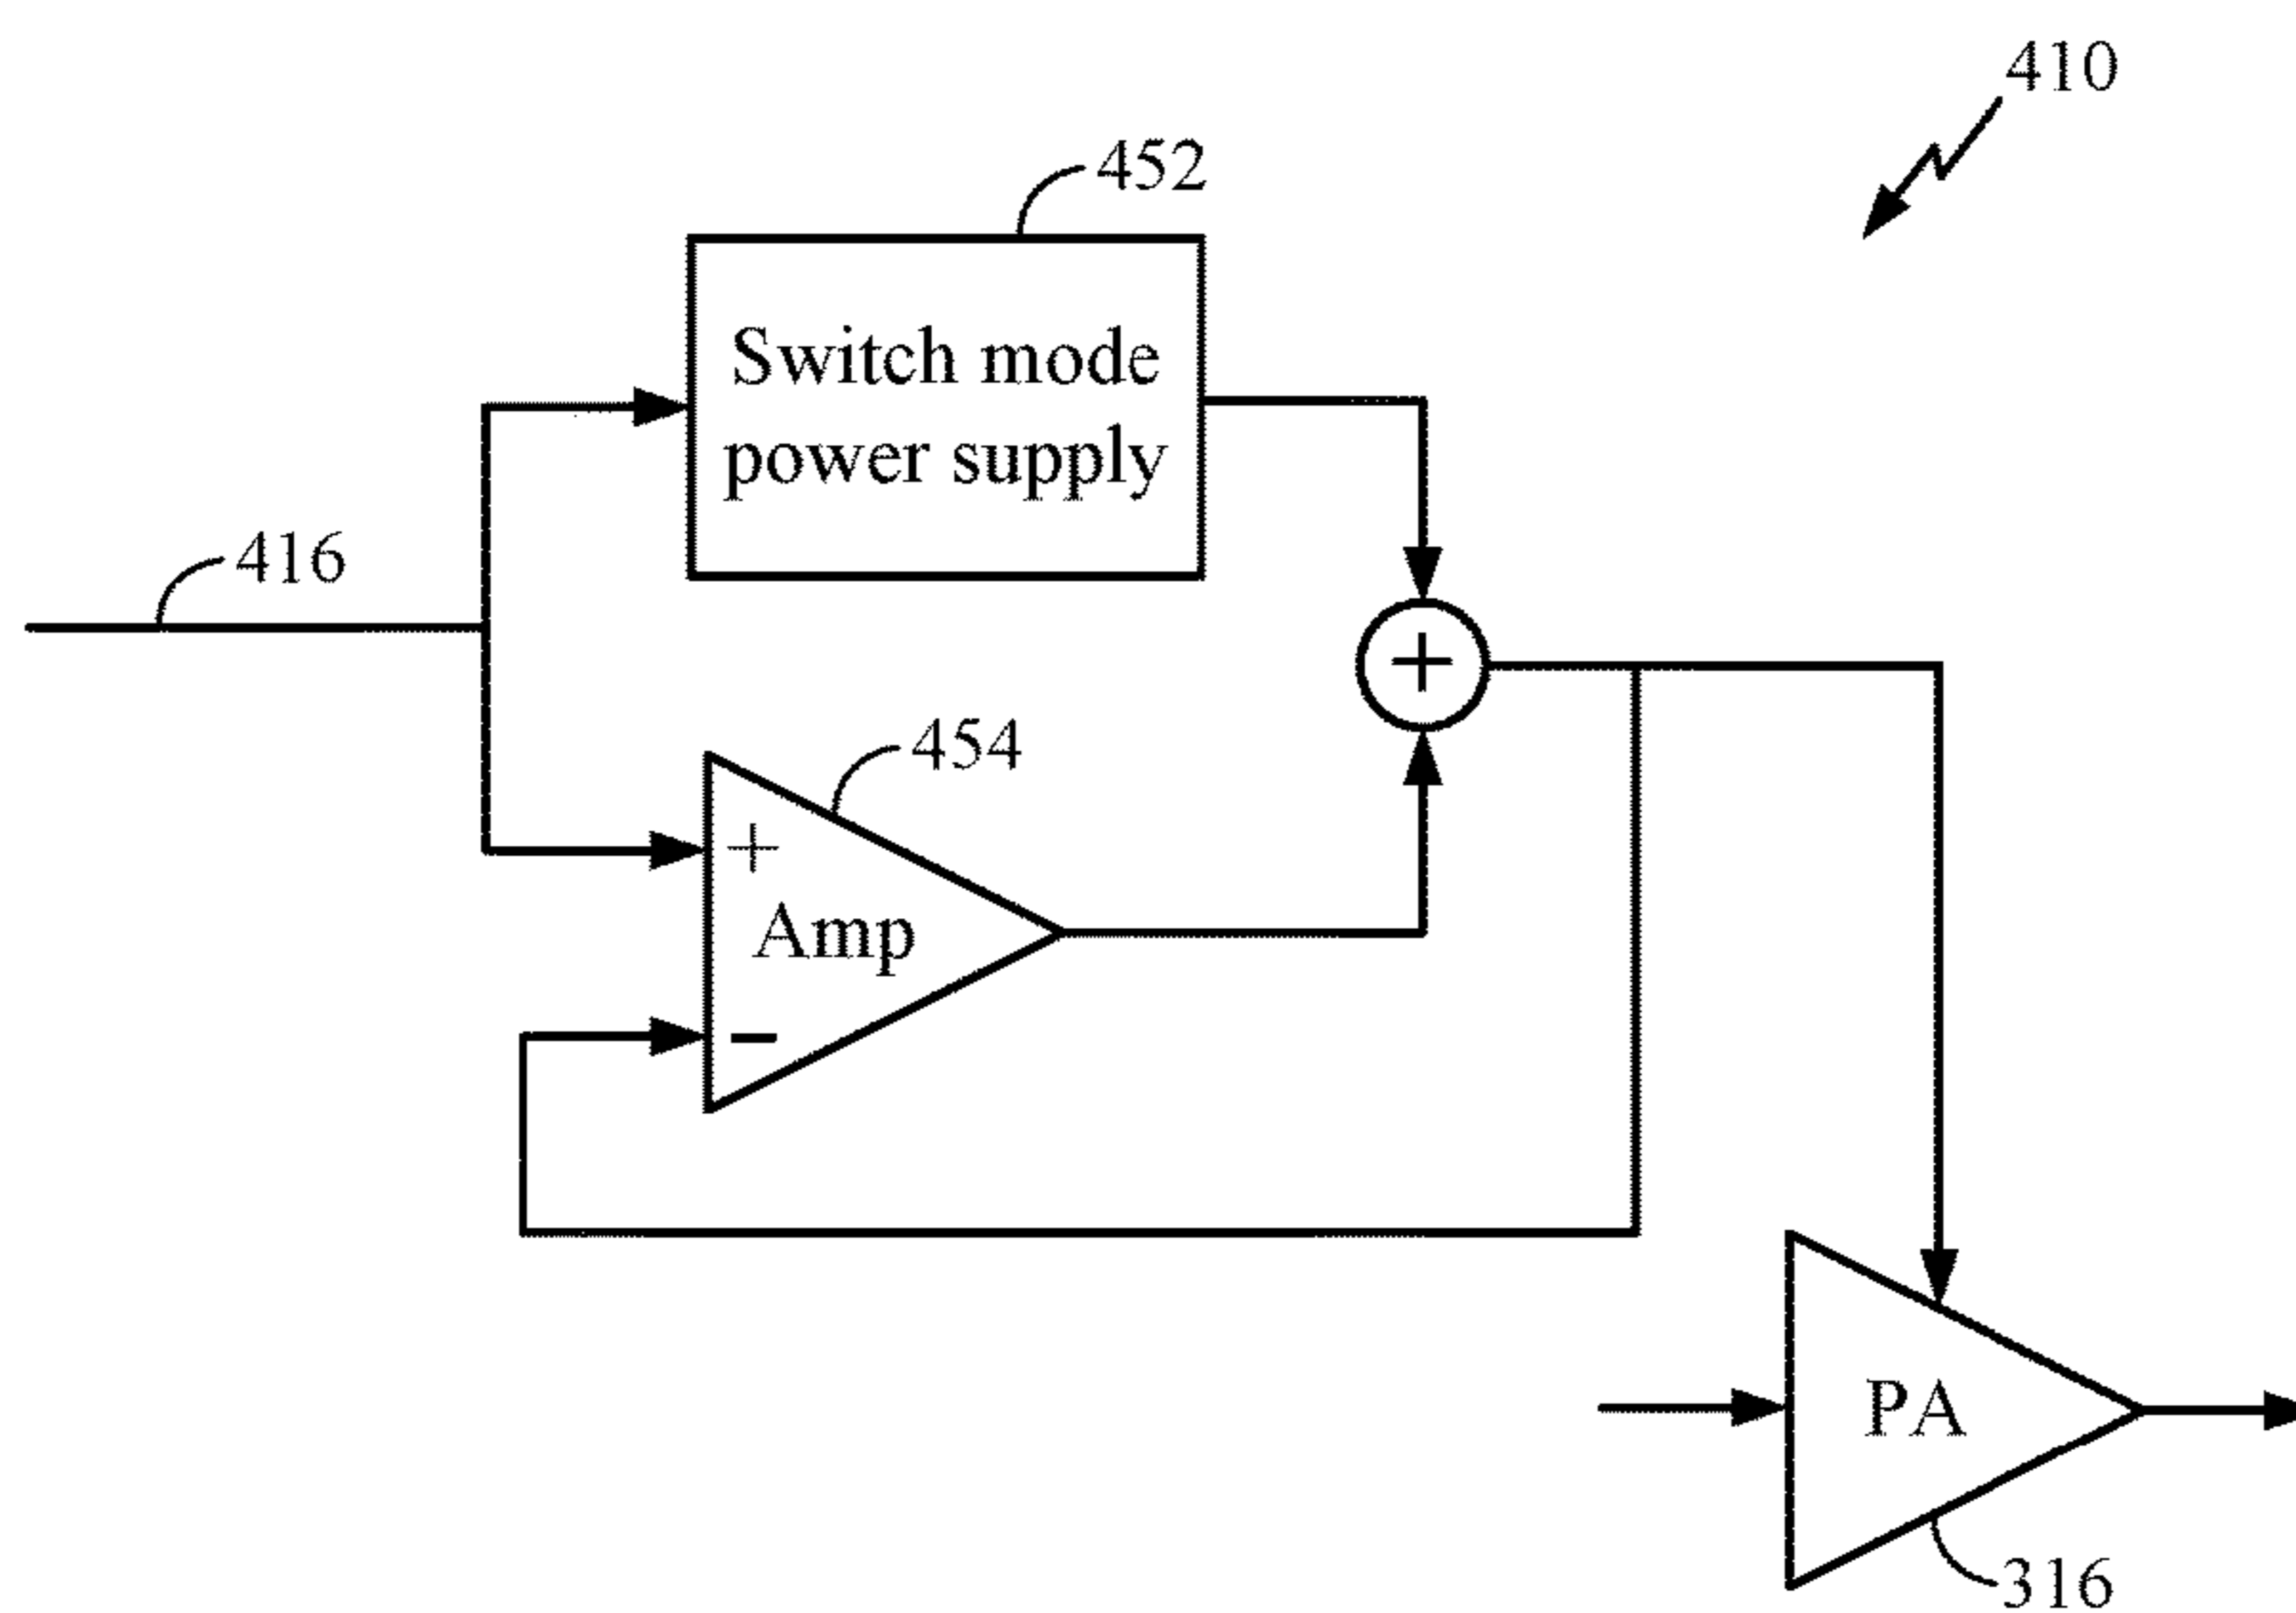 410
452
Switch mode
power supply
416
+
454
+
Amp
−
PA
316